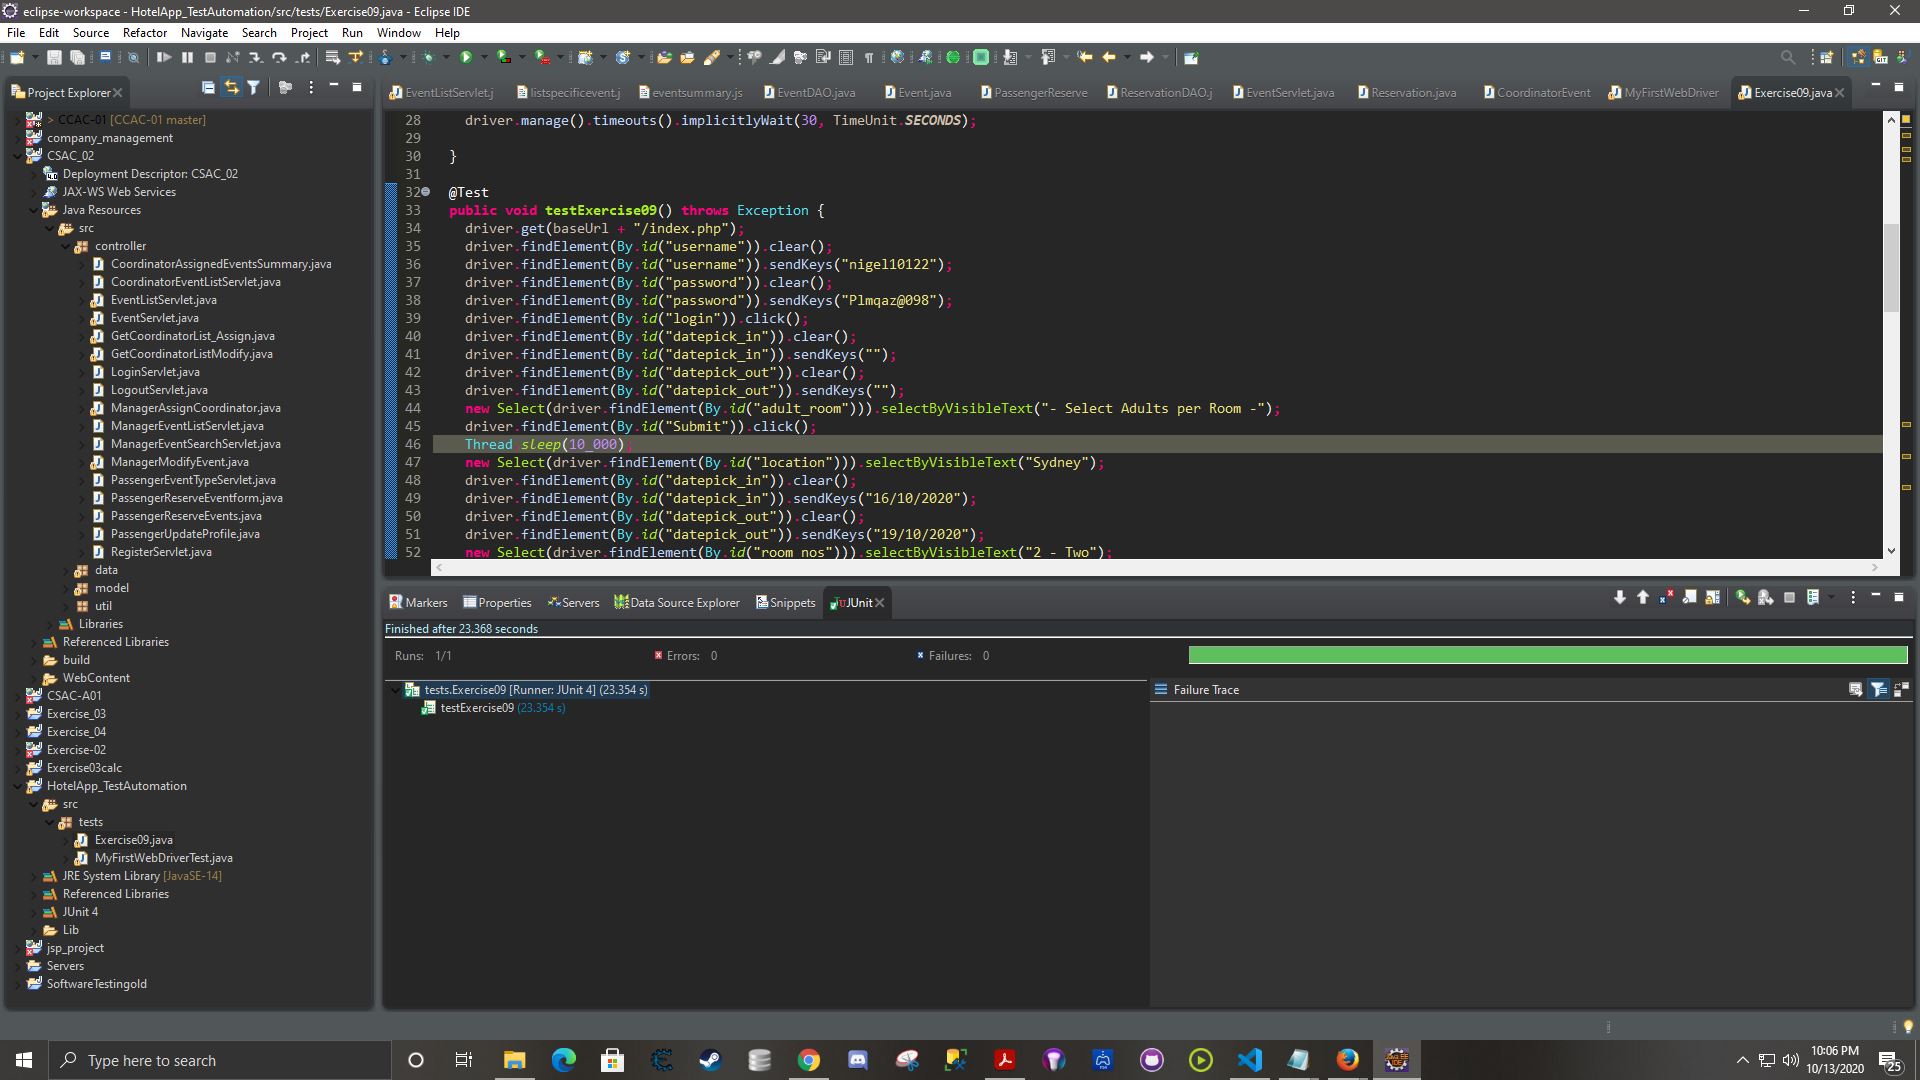 eclipse-workspace - HotelApp_TestAutomation/src/tests/Exercise09.java - Eclipse IDE
File Edit Source Refactor Navigate Search Project Run Window Help
Project Explorer
EventListServlet.j listspecificevent.j eventsummary.js EventDAO.java Event.java PassengerReserve ReservationDAO.j EventServlet.java Reservation.java CoordinatorEvent MyFirstWebDriver Exercise09.java
> CCAC-01 [CCAC-01 master]
company_management
CSAC_02
Deployment Descriptor: CSAC_02
JAX-WS Web Services
Java Resources
src
controller
CoordinatorAssignedEventsSummary.java
CoordinatorEventListServlet.java
EventListServlet.java
EventServlet.java
GetCoordinatorList_Assign.java
GetCoordinatorListModify.java
LoginServlet.java
LogoutServlet.java
ManagerAssignCoordinator.java
ManagerEventListServlet.java
ManagerEventSearchServlet.java
ManagerModifyEvent.java
PassengerEventTypeServlet.java
PassengerReserveEventform.java
PassengerReserveEvents.java
PassengerUpdateProfile.java
RegisterServlet.java
data
model
util
Libraries
Referenced Libraries
build
WebContent
CSAC-A01
Exercise_03
Exercise_04
Exercise-02
Exercise03calc
HotelApp_TestAutomation
src
tests
Exercise09.java
MyFirstWebDriverTest.java
JRE System Library [JavaSE-14]
Referenced Libraries
JUnit 4
Lib
jsp_project
Servers
SoftwareTestingold
28 driver.manage().timeouts().implicitlyWait(30, TimeUnit.SECONDS);
29
30 }
31
32 @Test
33 public void testExercise09() throws Exception {
34 driver.get(baseUrl + "/index.php");
35 driver.findElement(By.id("username")).clear();
36 driver.findElement(By.id("username")).sendKeys("nigel10122");
37 driver.findElement(By.id("password")).clear();
38 driver.findElement(By.id("password")).sendKeys("Plmqaz@098");
39 driver.findElement(By.id("login")).click();
40 driver.findElement(By.id("datepick_in")).clear();
41 driver.findElement(By.id("datepick_in")).sendKeys("");
42 driver.findElement(By.id("datepick_out")).clear();
43 driver.findElement(By.id("datepick_out")).sendKeys("");
44 new Select(driver.findElement(By.id("adult_room"))).selectByVisibleText("- Select Adults per Room -");
45 driver.findElement(By.id("Submit")).click();
46 Thread.sleep(10_000);
47 new Select(driver.findElement(By.id("location"))).selectByVisibleText("Sydney");
48 driver.findElement(By.id("datepick_in")).clear();
49 driver.findElement(By.id("datepick_in")).sendKeys("16/10/2020");
50 driver.findElement(By.id("datepick_out")).clear();
51 driver.findElement(By.id("datepick_out")).sendKeys("19/10/2020");
52 new Select(driver.findElement(By.id("room_nos"))).selectByVisibleText("2 - Two");
Markers Properties Servers Data Source Explorer Snippets JUnit
Finished after 23.368 seconds
Runs: 1/1 Errors: 0 Failures: 0
tests.Exercise09 [Runner: JUnit 4] (23.354 s)
testExercise09 (23.354 s)
Failure Trace
Type here to search
10:06 PM
10/13/2020
25